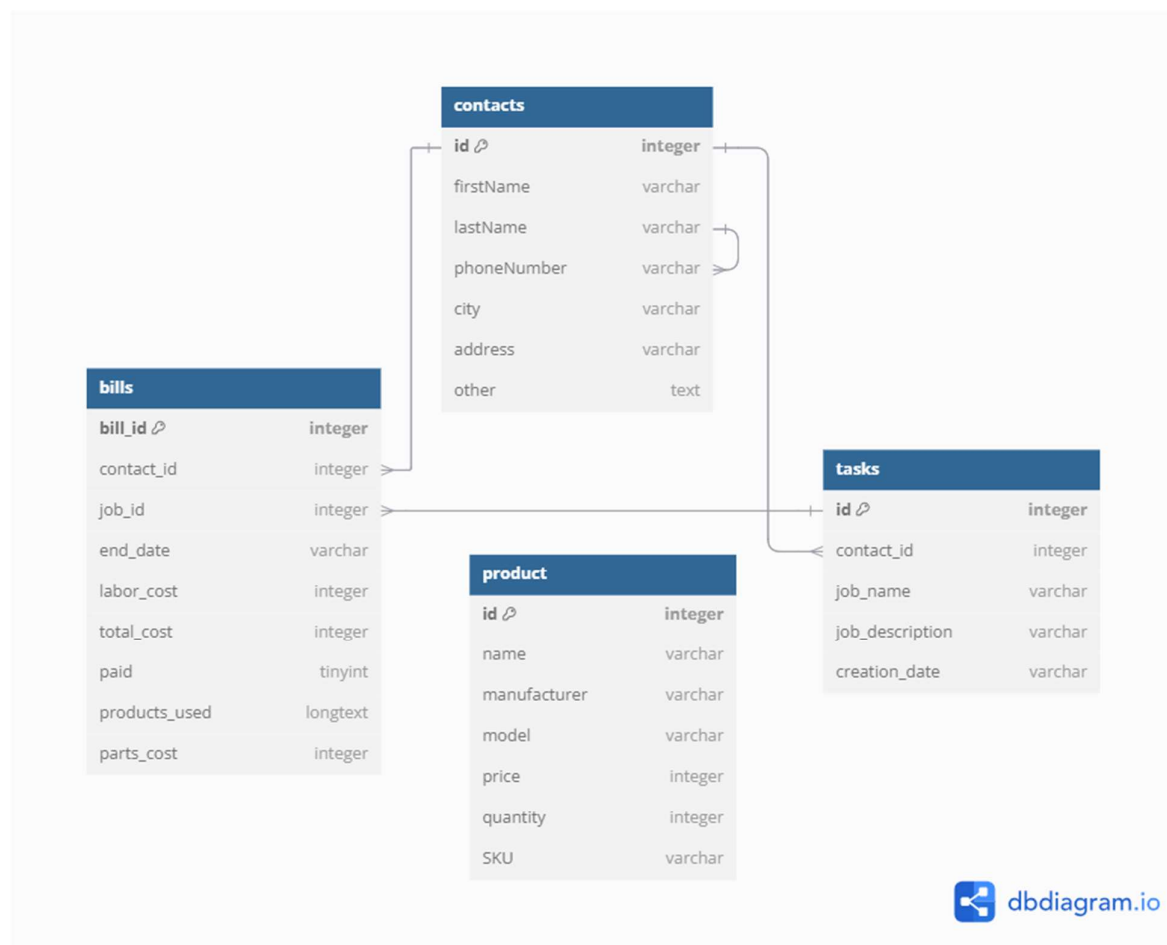 contacts
id integer
firstName varchar
lastName varchar
phoneNumber varchar
city varchar
address varchar
other text
bills
bill_id integer
contact_id integer
job_id integer
end_date varchar
labor_cost integer
total_cost integer
paid tinyint
products_used longtext
parts_cost integer
tasks
id integer
contact_id integer
job_name varchar
job_description varchar
creation_date varchar
product
id integer
name varchar
manufacturer varchar
model varchar
price integer
quantity integer
SKU varchar
dbdiagram.io